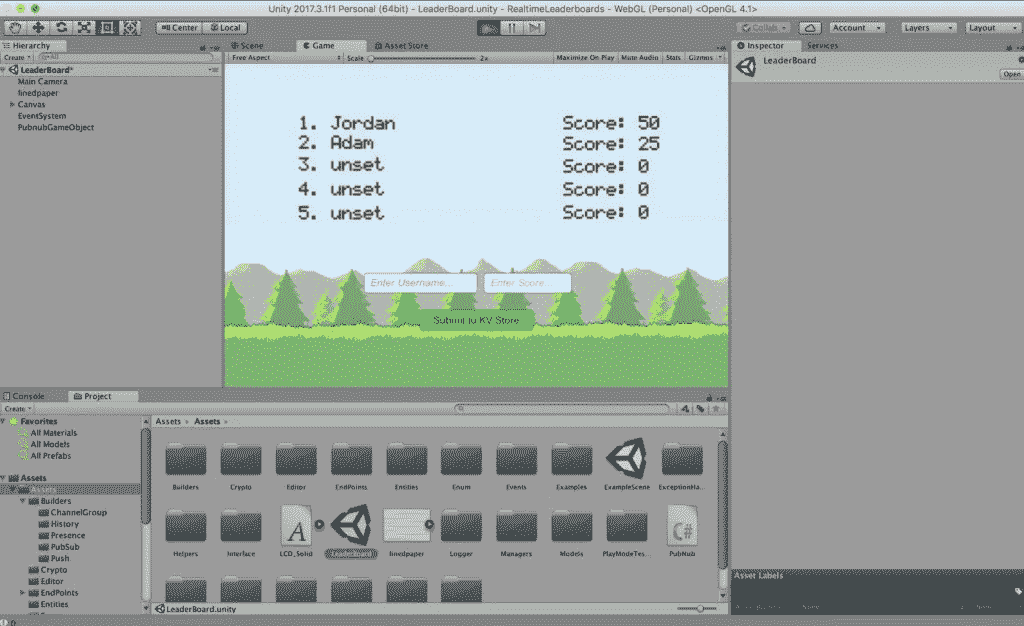 Unity 2017.3.1f1 Personal (64bit) - LeaderBoard.unity - RealtimeLeaderboards - WebGL (Personal) <OpenGL 4.1>
Center Local Collab Account Layers Layout
Hierarchy
Create All
LeaderBoard*
Main Camera
linedpaper
Canvas
EventSystem
PubnubGameObject
Scene Game Asset Store
Free Aspect Scale 2x Maximize On Play Mute Audio Stats Gizmos
1. Jordan Score: 50
2. Adam Score: 25
3. unset Score: 0
4. unset Score: 0
5. unset Score: 0
Enter Username... Enter Score...
Submit to KV Store
Inspector Services
LeaderBoard
Open
Console Project
Create
Favorites
All Materials
All Models
All Prefabs
Assets
Assets
Builders
ChannelGroup
History
Presence
PubSub
Push
Crypto
Editor
EndPoints
Entities
Assets Assets
Builders Crypto Editor EndPoints Entities Enum Events Examples ExampleScene ExceptionHa...
Helpers Interface LCD_Solid LeaderBoard linedpaper Logger Managers Models PlayModeTes... PubNub
C#
LeaderBoard.unity
Asset Labels